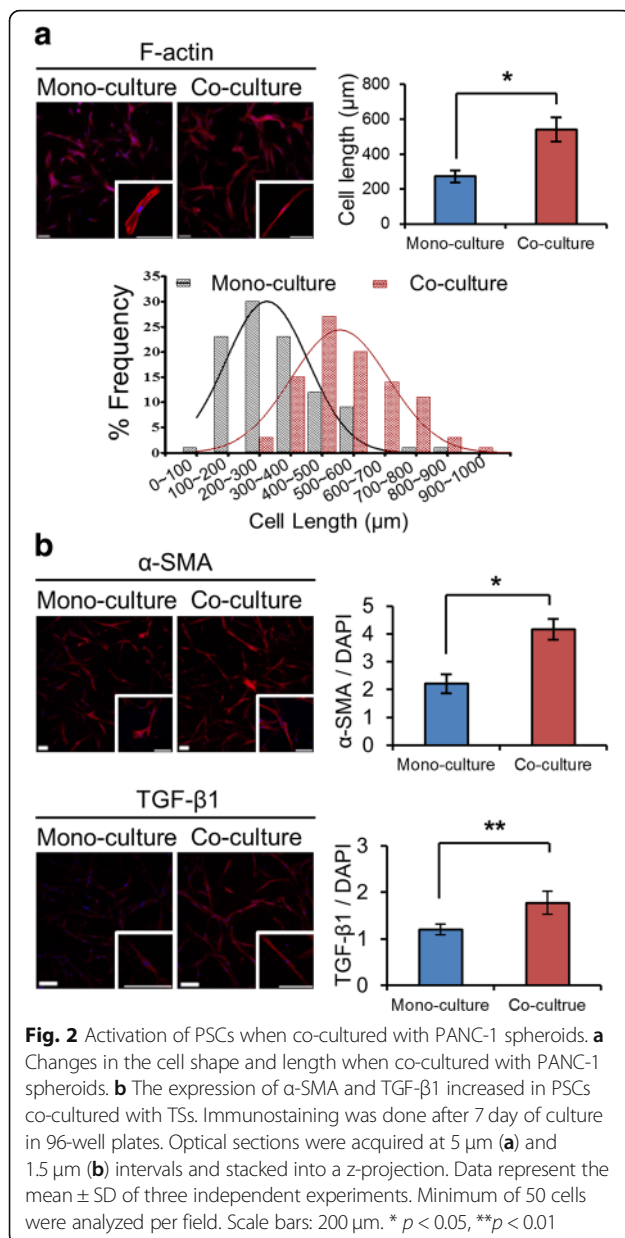 a
F-actin
Mono-culture Co-culture
Cell length (µm)
800
600
400
200
0
*
Mono-culture Co-culture
% Frequency
35
30
25
20
15
10
5
0
Mono-culture Co-culture
0~100
100~200
200~300
300~400
400~500
500~600
600~700
700~800
800~900
900~1000
Cell Length (µm)
b
α-SMA
Mono-culture Co-culture
α-SMA / DAPI
5
4
3
2
1
0
*
Mono-culture Co-culture
TGF-β1
Mono-culture Co-culture
TGF-β1 / DAPI
3
2
1
0
**
Mono-culture Co-cultrue
Fig. 2 Activation of PSCs when co-cultured with PANC-1 spheroids. a
Changes in the cell shape and length when co-cultured with PANC-1
spheroids. b The expression of α-SMA and TGF-β1 increased in PSCs
co-cultured with TSs. Immunostaining was done after 7 day of culture
in 96-well plates. Optical sections were acquired at 5 µm (a) and
1.5 µm (b) intervals and stacked into a z-projection. Data represent the
mean ± SD of three independent experiments. Minimum of 50 cells
were analyzed per field. Scale bars: 200 µm. * p < 0.05, **p < 0.01